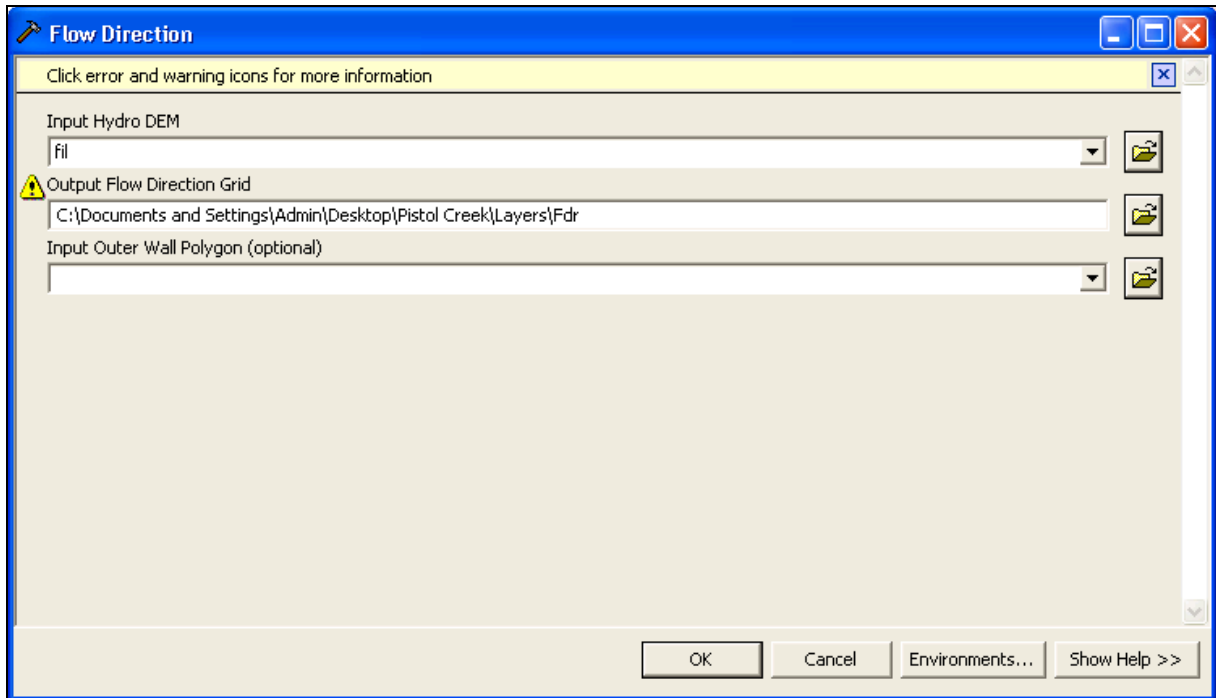 Flow Direction
Click error and warning icons for more information
Input Hydro DEM
fil
Output Flow Direction Grid
C:\Documents and Settings\Admin\Desktop\Pistol Creek\Layers\Fdr
Input Outer Wall Polygon (optional)
OK Cancel Environments... Show Help >>